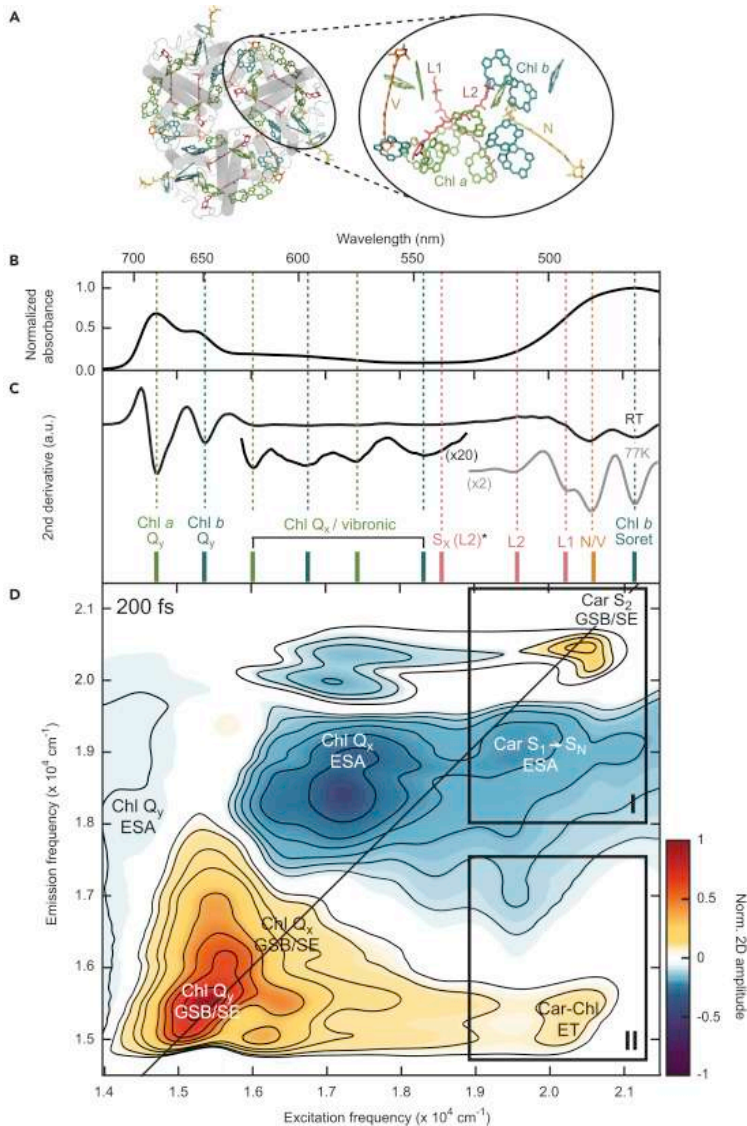 A
L1
L2
Chl b
V
N
Chl a
Wavelength (nm)
700 650 600 550 500
B
Normalized absorbance
1.0
0.5
0.0
C
2nd derivative (a.u.)
RT
(x20)
77K
(x2)
Chl a Qy
Chl b Qy
Chl Qx / vibronic
Sx (L2)*
L2
L1
N/V
Chl b Soret
D
200 fs
Car S2 GSB/SE
Chl Qx ESA
Car S1→SN ESA
Chl Qy ESA
I
Chl Qx GSB/SE
Chl Qy GSB/SE
Car-Chl ET
II
Emission frequency (x 10⁴ cm⁻¹)
2.1
2.0
1.9
1.8
1.7
1.6
1.5
1.4 1.5 1.6 1.7 1.8 1.9 2.0 2.1
Excitation frequency (x 10⁴ cm⁻¹)
1
0.5
0
-0.5
-1
Norm. 2D amplitude